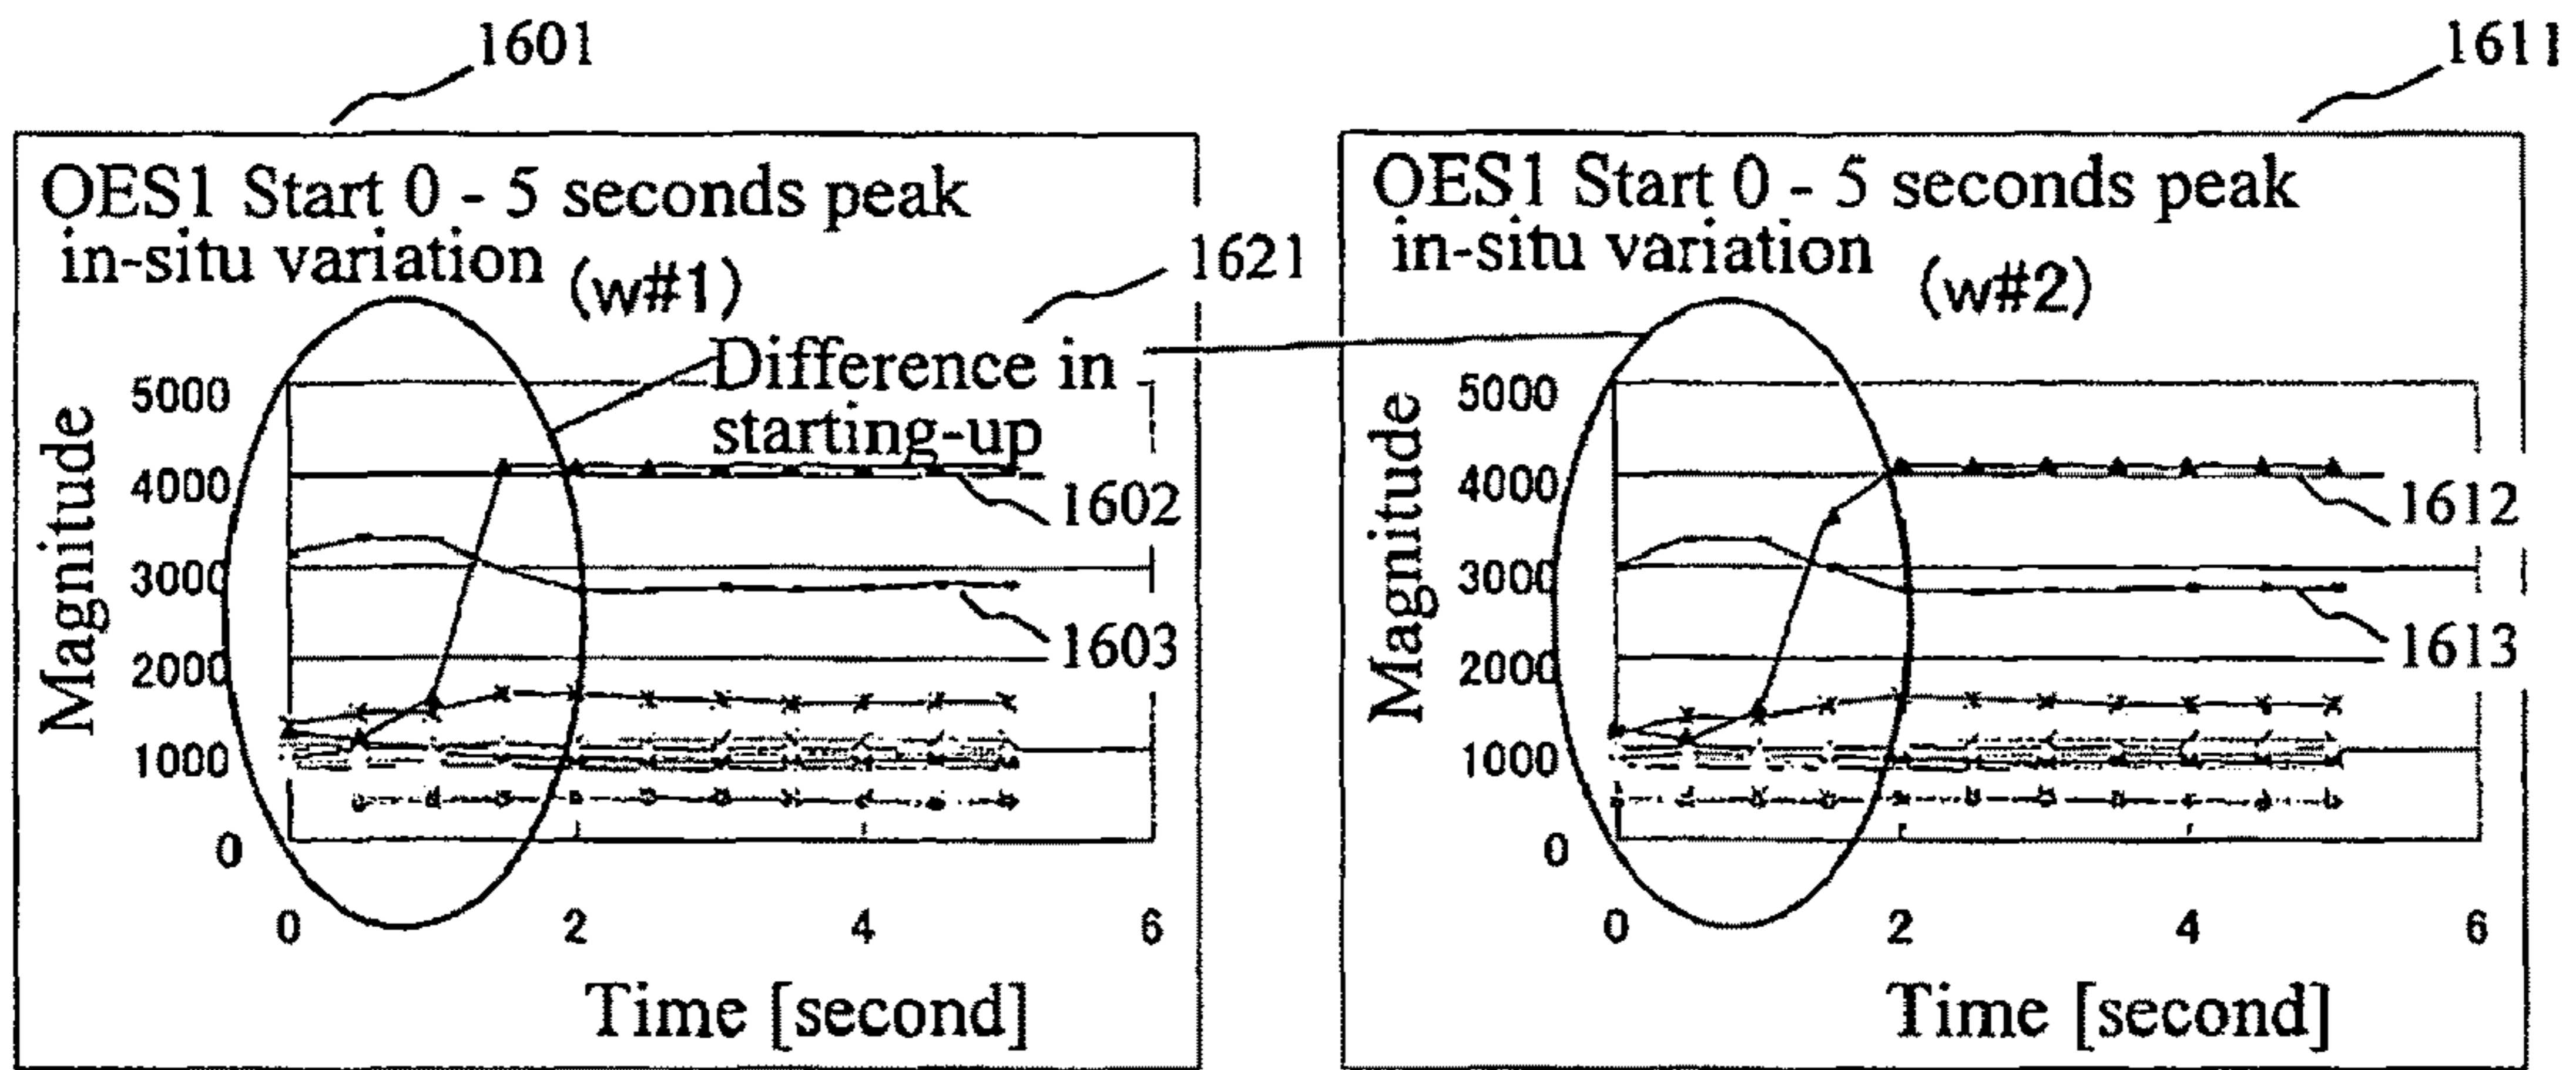 1601
1611
OES1 Start 0 - 5 seconds peak
in-situ variation (w#1)
1621
Difference in
starting-up
Magnitude
5000
4000
3000
2000
1000
0
1602
1603
0 2 4 6
Time [second]
OES1 Start 0 - 5 seconds peak
in-situ variation (w#2)
Magnitude
5000
4000
3000
2000
1000
0
1612
1613
0 2 4 6
Time [second]